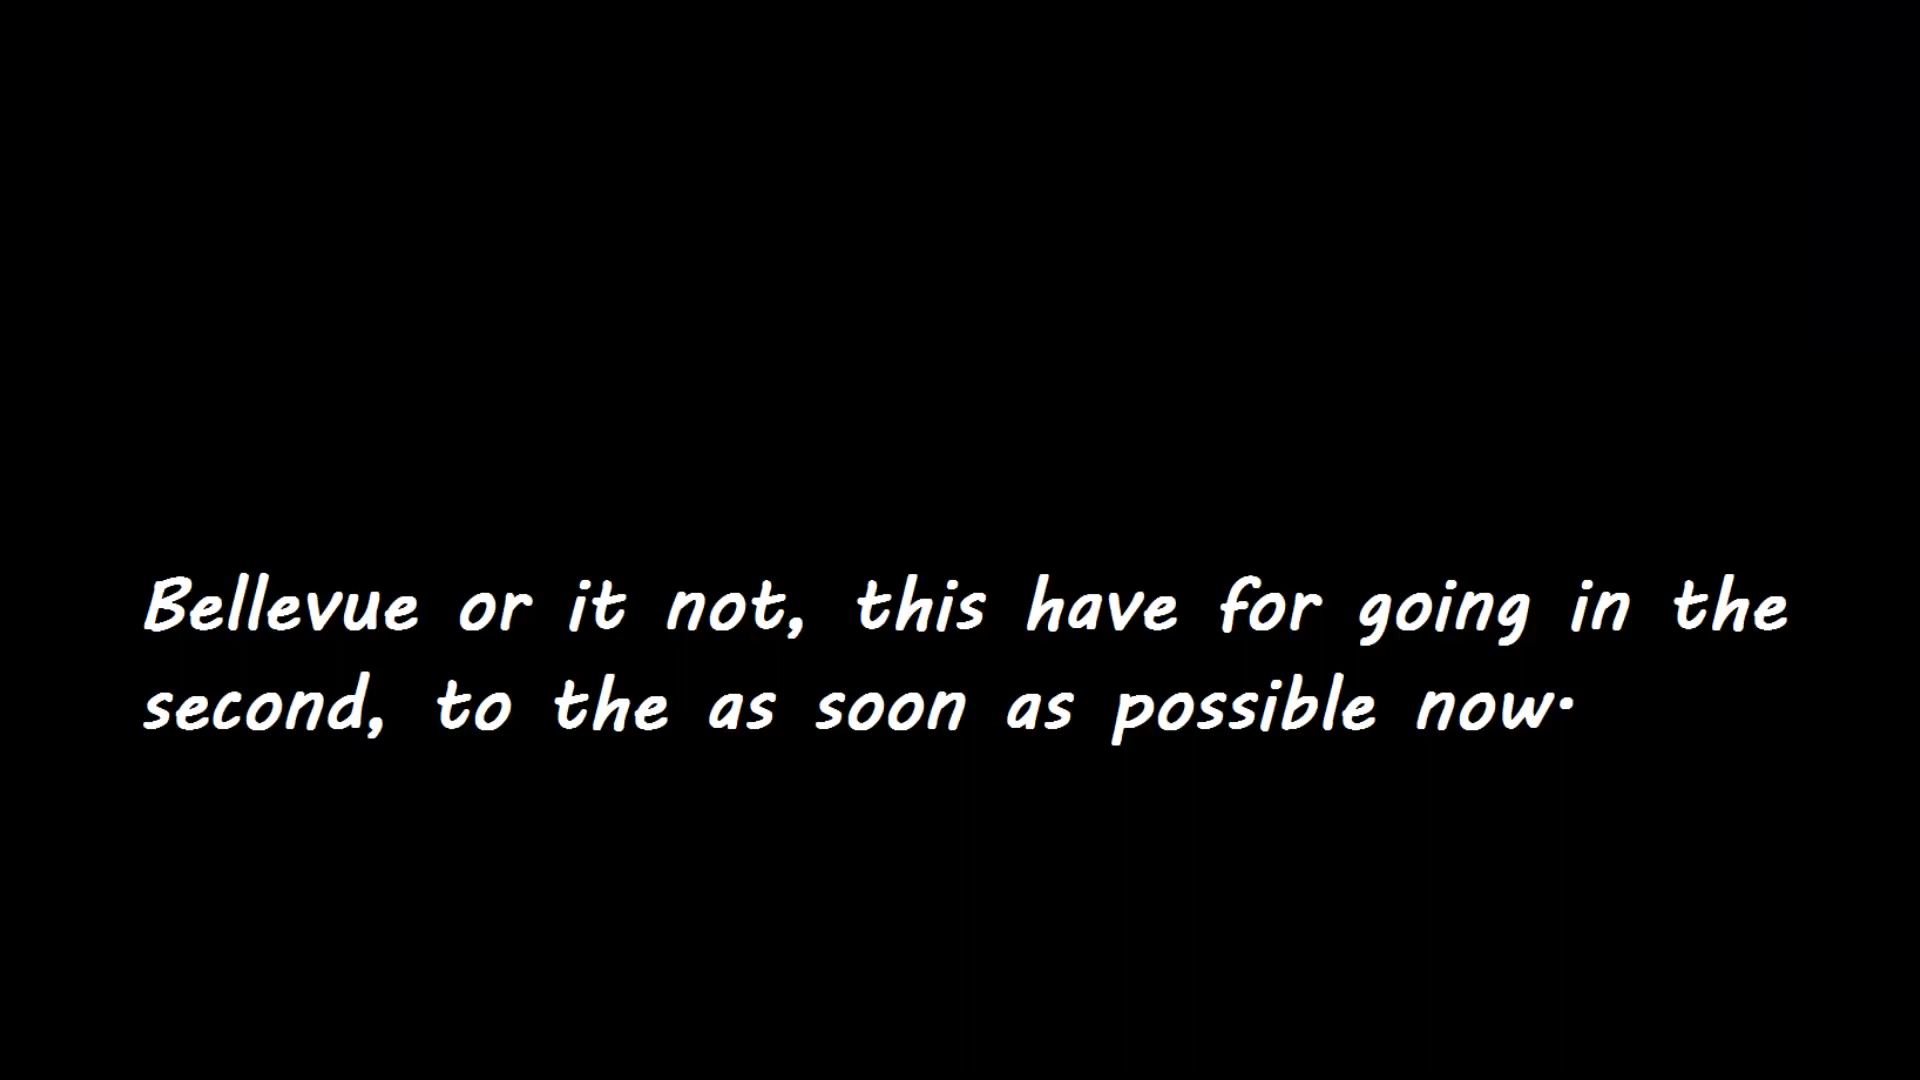 Bellevue or it not, this have for going in the
second, to the as soon as possible now.